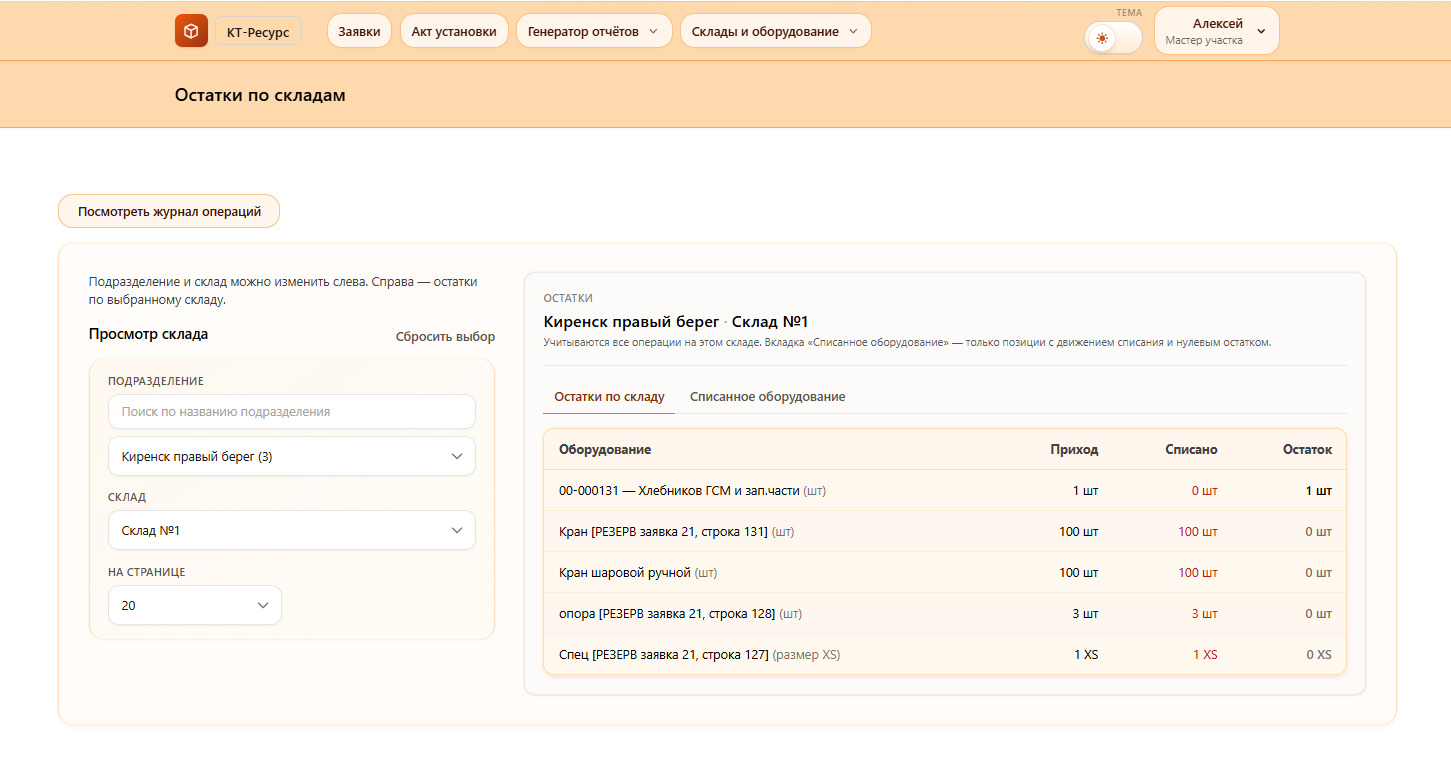 КТ-Ресурс
Заявки
Акт установки
Генератор отчётов
Склады и оборудование
ТЕМА
Алексей
Мастер участка
Остатки по складам
Посмотреть журнал операций
Подразделение и склад можно изменить слева. Справа — остатки
по выбранному складу.
Просмотр склада
Сбросить выбор
ПОДРАЗДЕЛЕНИЕ
Поиск по названию подразделения
Киренск правый берег (3)
СКЛАД
Склад №1
НА СТРАНИЦЕ
20
ОСТАТКИ
Киренск правый берег · Склад №1
Учитываются все операции на этом складе. Вкладка «Списанное оборудование» — только позиции с движением списания и нулевым остатком.
Остатки по складу Списанное оборудование
Оборудование Приход Списано Остаток
00-000131 — Хлебников ГСМ и зап.части (шт) 1 шт 0 шт 1 шт
Кран [РЕЗЕРВ заявка 21, строка 131] (шт) 100 шт 100 шт 0 шт
Кран шаровой ручной (шт) 100 шт 100 шт 0 шт
опора [РЕЗЕРВ заявка 21, строка 128] (шт) 3 шт 3 шт 0 шт
Спец [РЕЗЕРВ заявка 21, строка 127] (размер XS) 1 XS 1 XS 0 XS